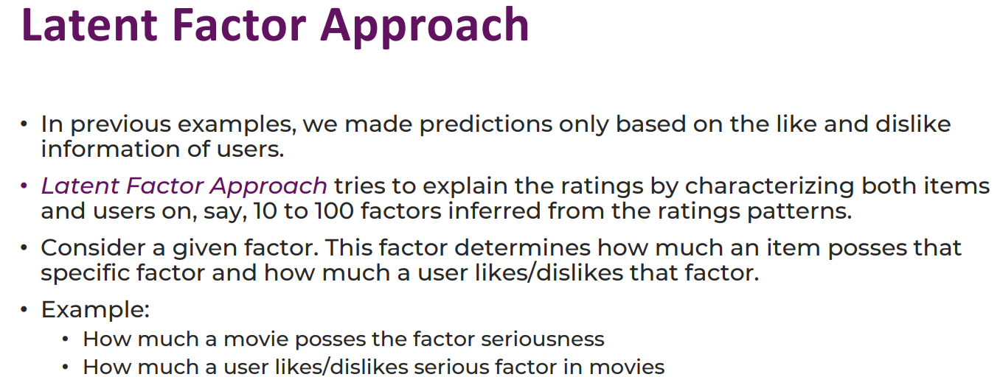 Latent Factor Approach
• In previous examples, we made predictions only based on the like and dislike
information of users.
• Latent Factor Approach tries to explain the ratings by characterizing both items
and users on, say, 10 to 100 factors inferred from the ratings patterns.
• Consider a given factor. This factor determines how much an item posses that
specific factor and how much a user likes/dislikes that factor.
• Example:
• How much a movie posses the factor seriousness
• How much a user likes/dislikes serious factor in movies